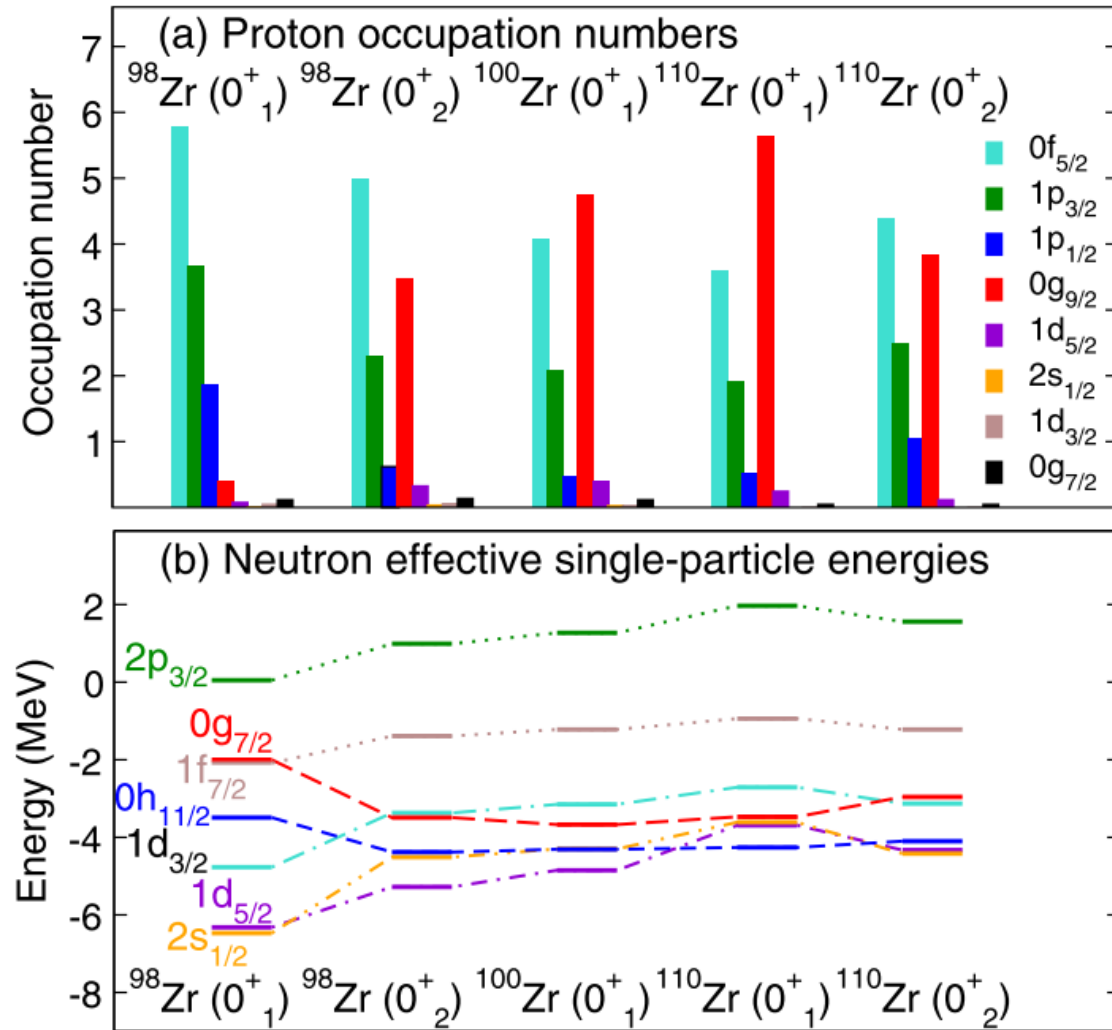 (a) Proton occupation numbers
⁹⁸Zr (0⁺₁) ⁹⁸Zr (0⁺₂) ¹⁰⁰Zr (0⁺₁) ¹¹⁰Zr (0⁺₁) ¹¹⁰Zr (0⁺₂)
Occupation number
7
6
5
4
3
2
1
0f₅/₂
1p₃/₂
1p₁/₂
0g₉/₂
1d₅/₂
2s₁/₂
1d₃/₂
0g₇/₂
(b) Neutron effective single-particle energies
Energy (MeV)
2
0
-2
-4
-6
-8
2p₃/₂
0g₇/₂
1f₇/₂
0h₁₁/₂
1d₃/₂
1d₅/₂
2s₁/₂
⁹⁸Zr (0⁺₁) ⁹⁸Zr (0⁺₂) ¹⁰⁰Zr (0⁺₁) ¹¹⁰Zr (0⁺₁) ¹¹⁰Zr (0⁺₂)